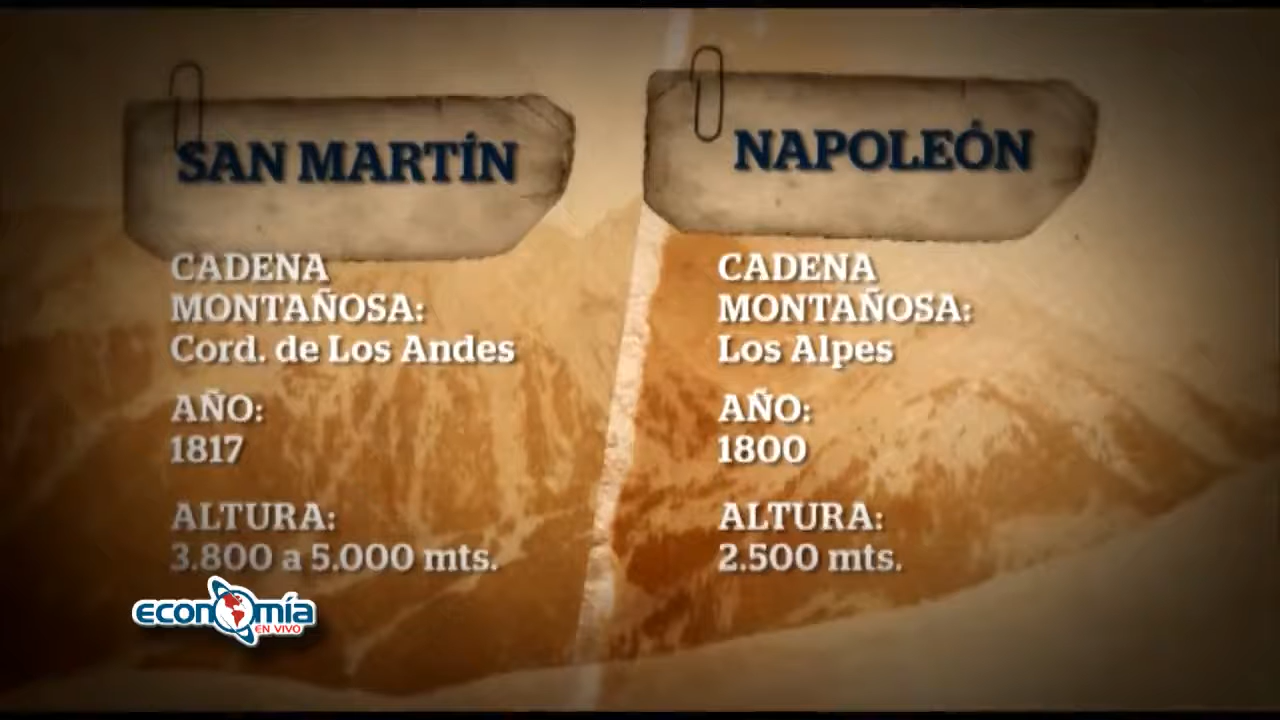 SAN MARTÍN
CADENA
MONTAÑOSA:
Cord. de Los Andes
AÑO:
1817
ALTURA:
3.800 a 5.000 mts.
NAPOLEÓN
CADENA
MONTAÑOSA:
Los Alpes
AÑO:
1800
ALTURA:
2.500 mts.
economía
EN VIVO